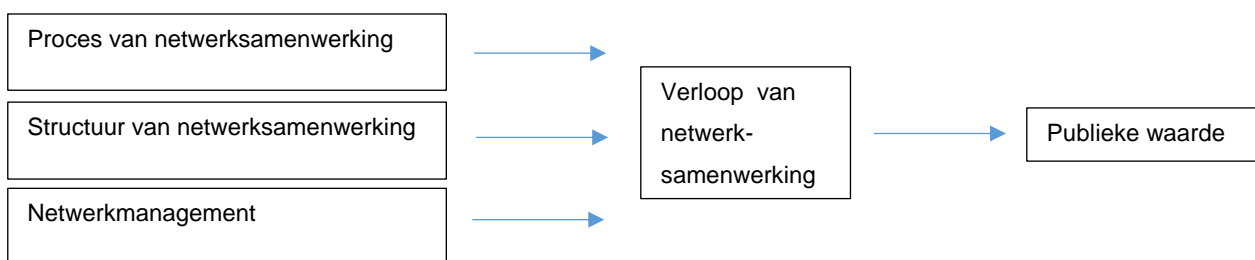 Proces van netwerksamenwerking
Structuur van netwerksamenwerking
Netwerkmanagement
Verloop van
netwerk-
samenwerking
Publieke waarde